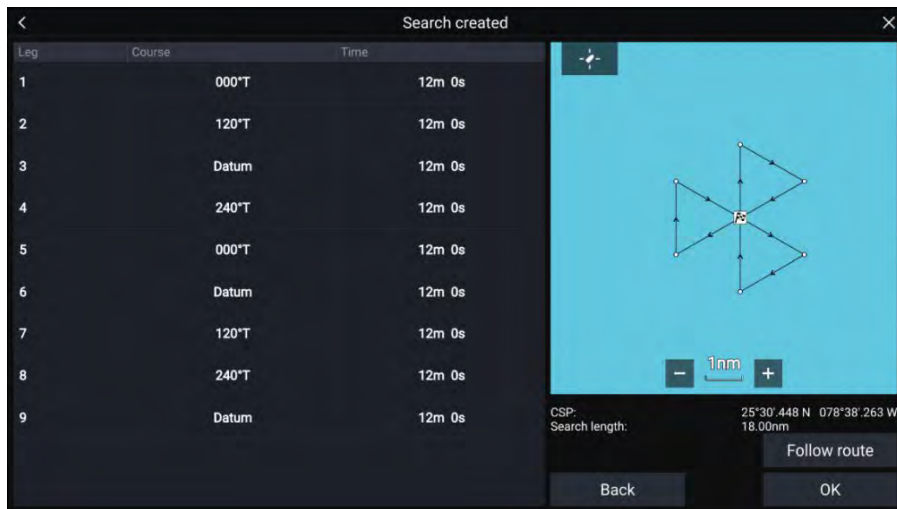 Search created
Leg Course Time
1 000°T 12m 0s
2 120°T 12m 0s
3 Datum 12m 0s
4 240°T 12m 0s
5 000°T 12m 0s
6 Datum 12m 0s
7 120°T 12m 0s
8 240°T 12m 0s
9 Datum 12m 0s
1nm
CSP: 25°30'.448 N 078°38'.263 W
Search length: 18.00nm
Follow route
Back OK